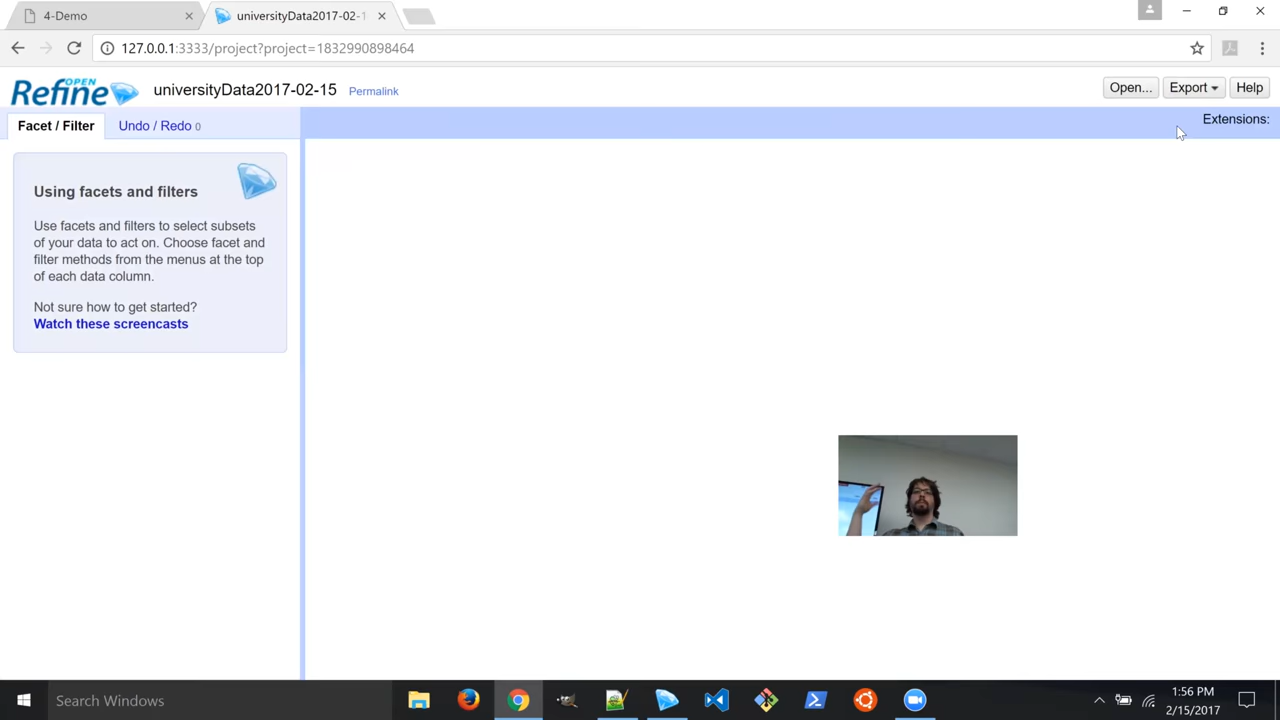 4-Demo
universityData2017-02-1
127.0.0.1:3333/project?project=1832990898464
OPEN
Refine
universityData2017-02-15
Permalink
Open...
Export
Help
Facet / Filter
Undo / Redo 0
Extensions:
Using facets and filters
Use facets and filters to select subsets
of your data to act on. Choose facet and
filter methods from the menus at the top
of each data column.
Not sure how to get started?
Watch these screencasts
Search Windows
1:56 PM
2/15/2017